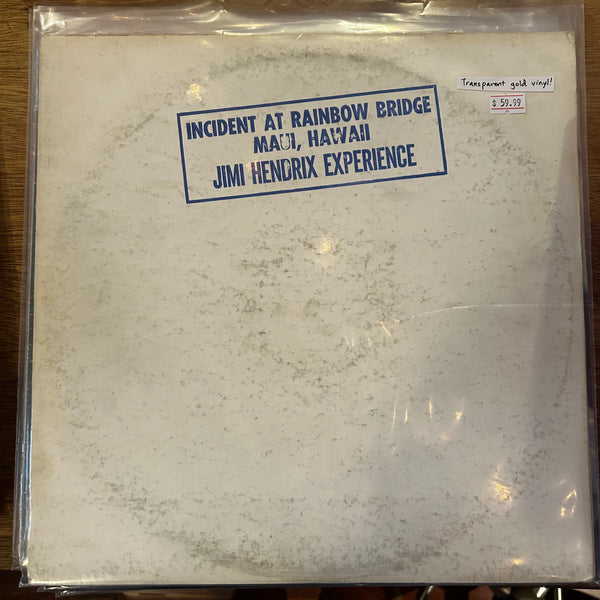 Transparent gold vinyl!
$ 59.99
INCIDENT AT RAINBOW BRIDGE
MAUI, HAWAII
JIMI HENDRIX EXPERIENCE